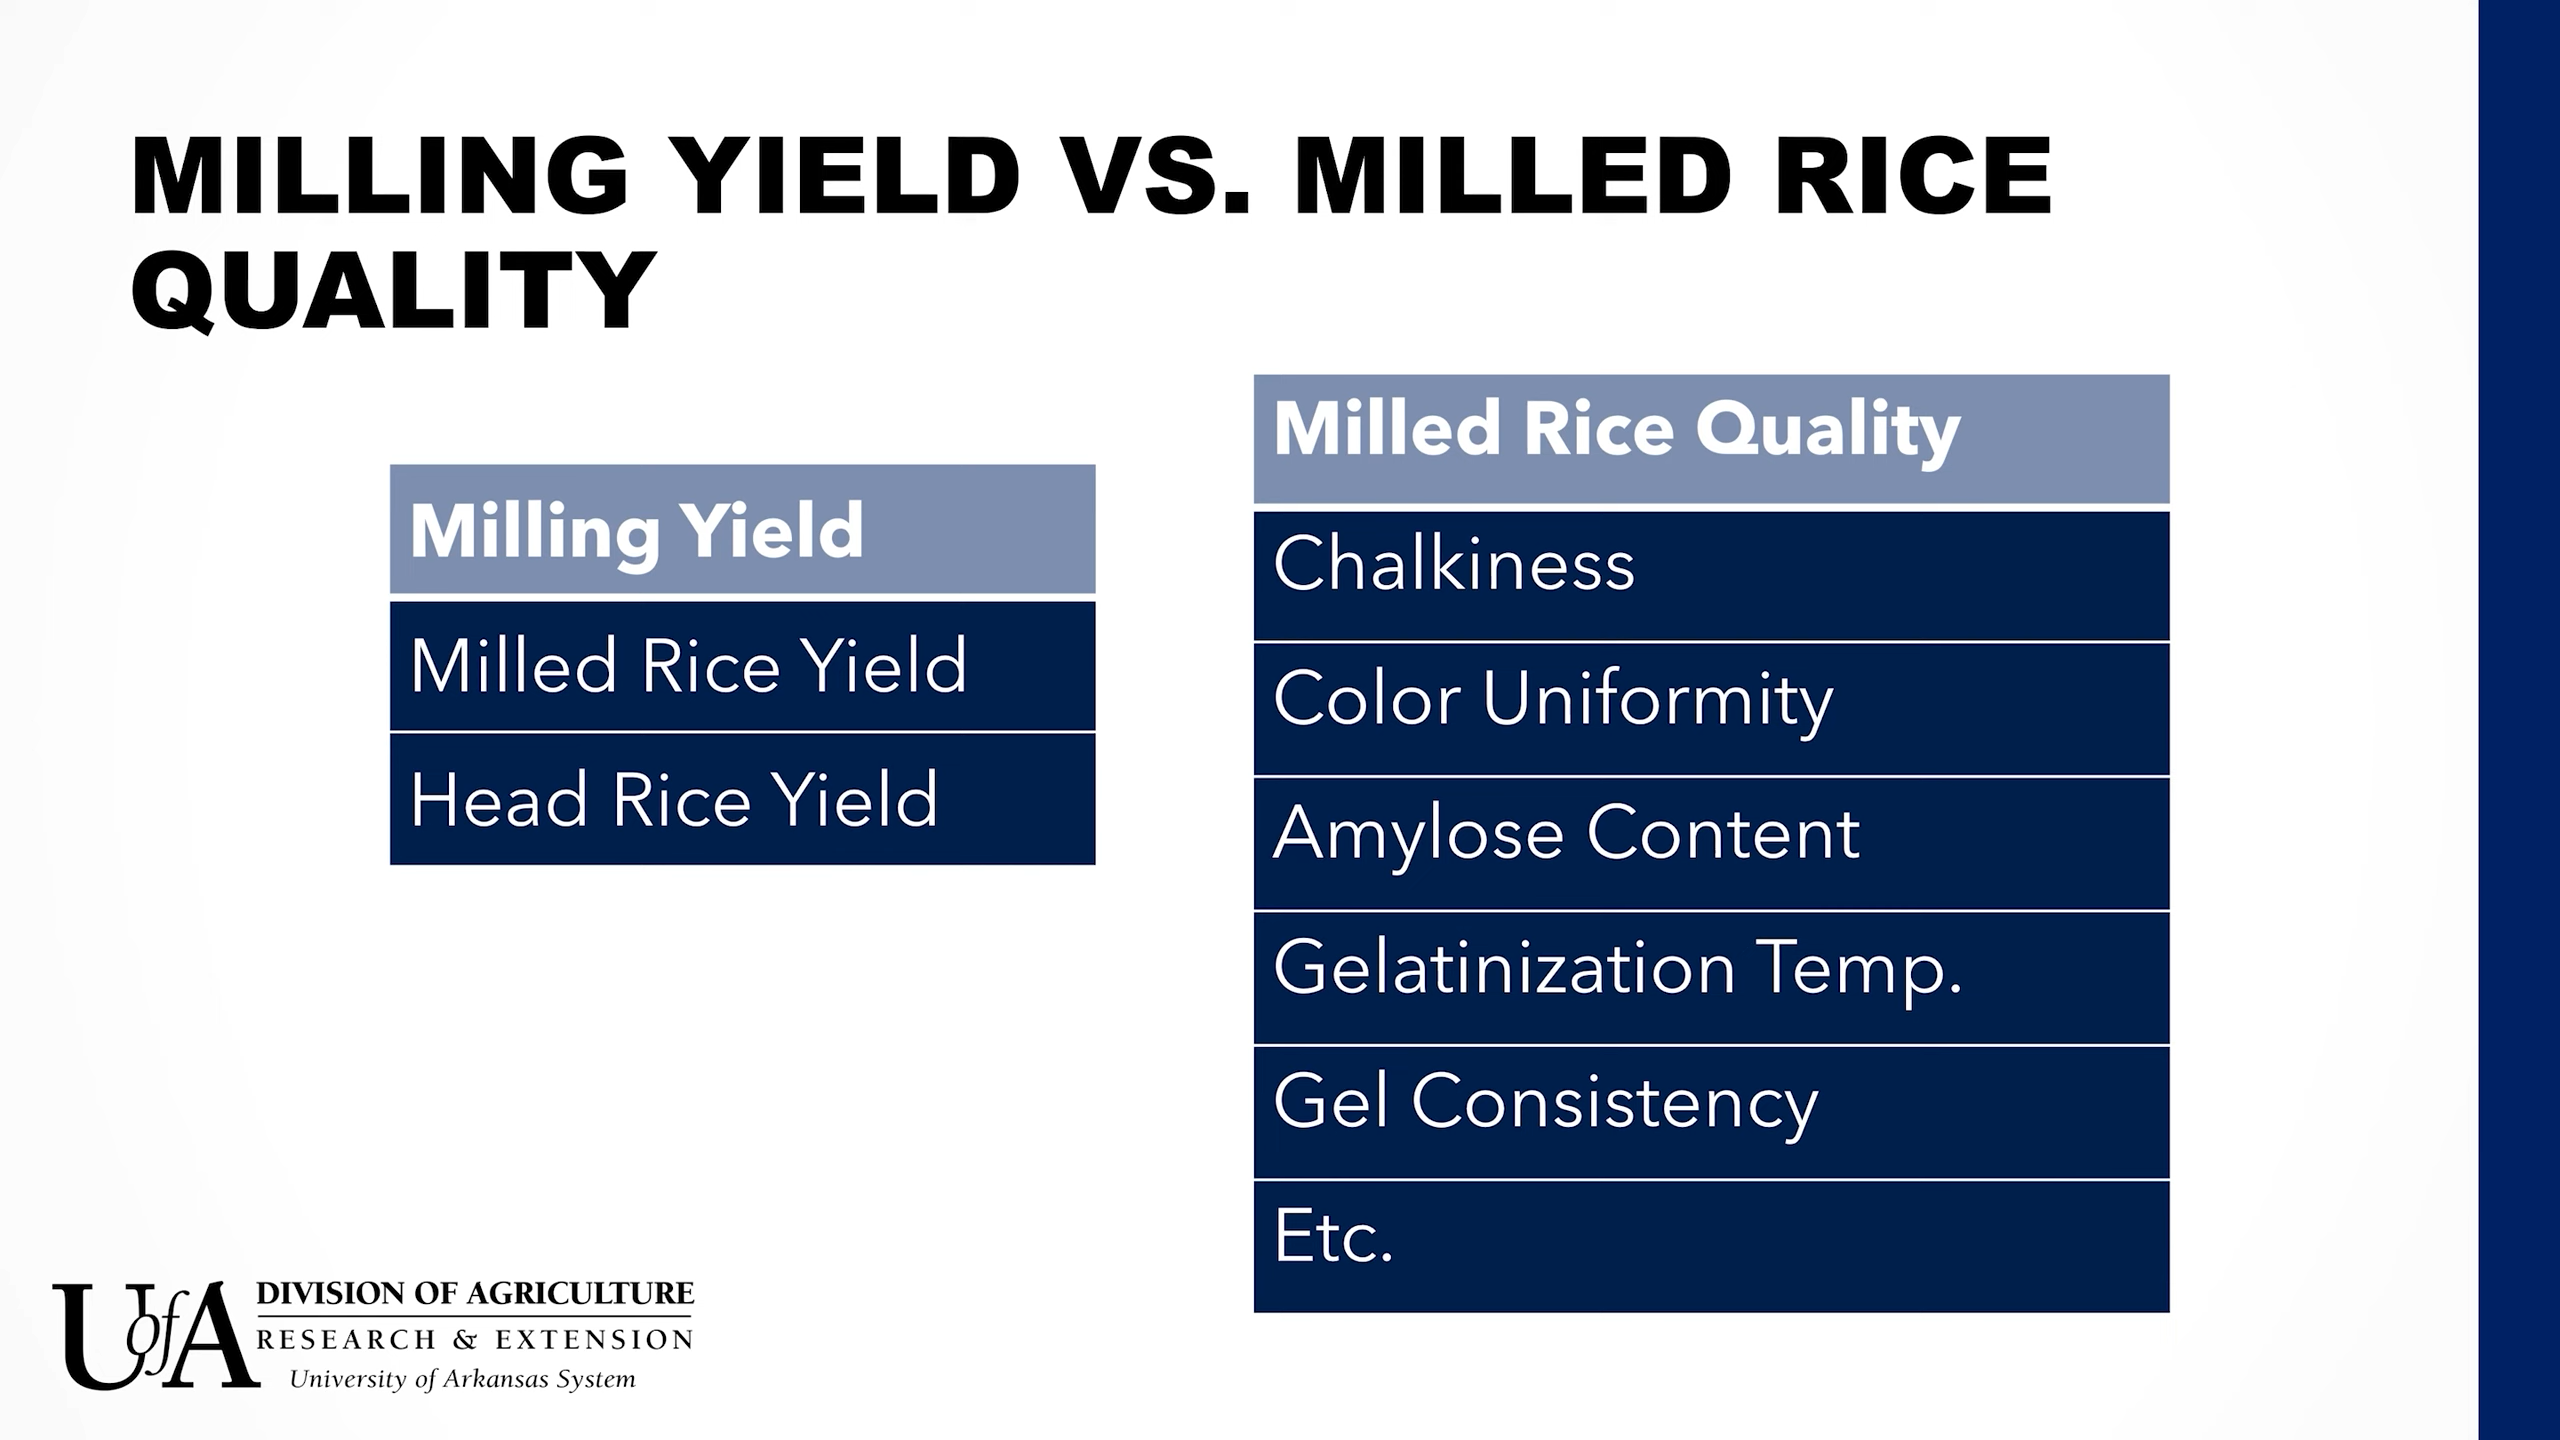 MILLING YIELD VS. MILLED RICE
QUALITY
Milling Yield
Milled Rice Yield
Head Rice Yield
Milled Rice Quality
Chalkiness
Color Uniformity
Amylose Content
Gelatinization Temp.
Gel Consistency
Etc.
UofA
DIVISION OF AGRICULTURE
RESEARCH & EXTENSION
University of Arkansas System